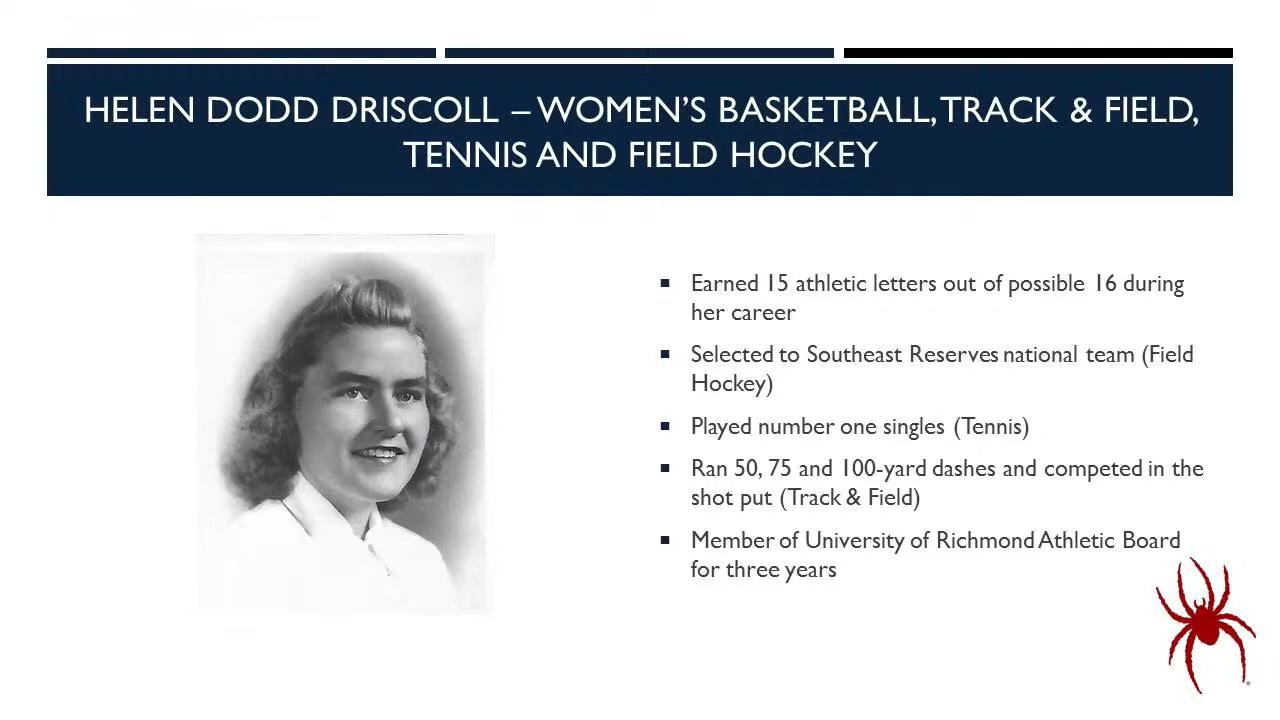 HELEN DODD DRISCOLL – WOMEN'S BASKETBALL, TRACK & FIELD,
TENNIS AND FIELD HOCKEY
Earned 15 athletic letters out of possible 16 during
her career
Selected to Southeast Reserves national team (Field
Hockey)
Played number one singles (Tennis)
Ran 50, 75 and 100-yard dashes and competed in the
shot put (Track & Field)
Member of University of Richmond Athletic Board
for three years